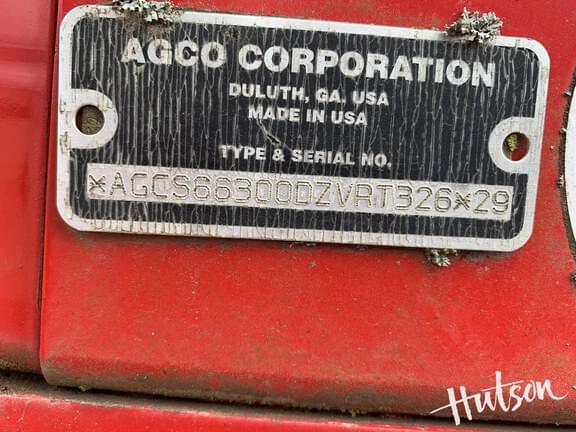 AGCO CORPORATION
DULUTH, GA. USA
MADE IN USA
TYPE & SERIAL NO.
*AGCS66300DZVRT326*29
Hutson